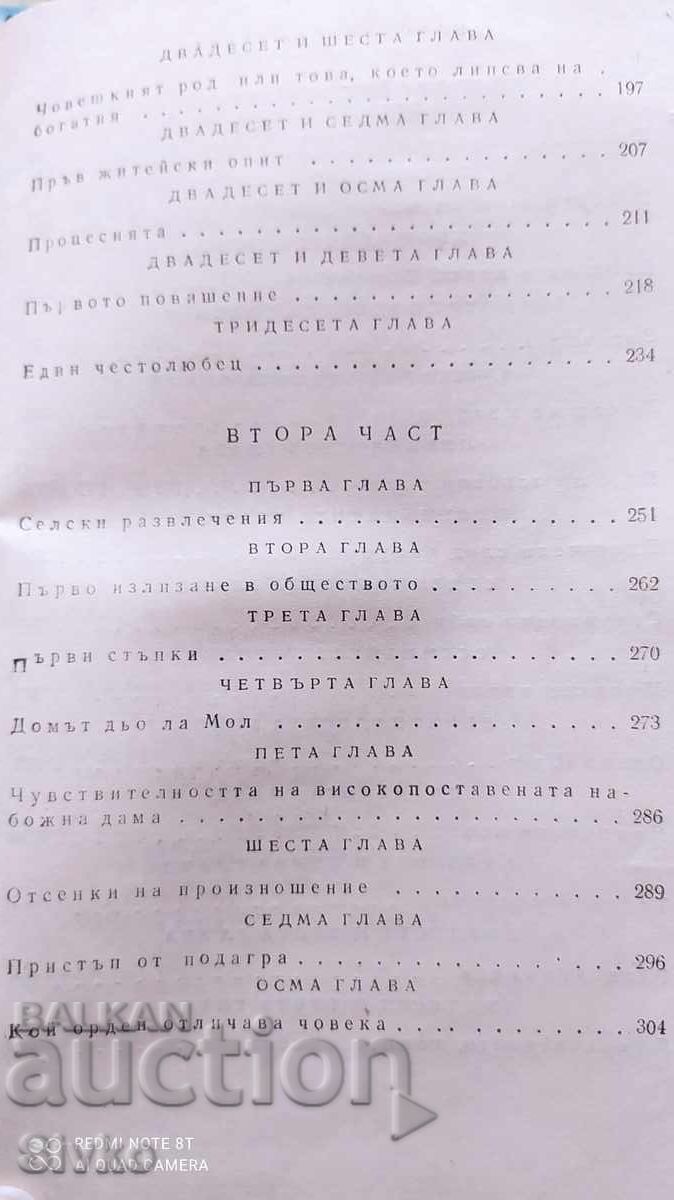 ДВАДЕСЕТ И ШЕСТА ГЛАВА
Човешкият род или това, което липсва на
богатия . . . . . . . . . . . . . . . . . . . . 197
ДВАДЕСЕТ И СЕДМА ГЛАВА
Пръв житейски опит . . . . . . . . . . . . . . 207
ДВАДЕСЕТ И ОСМА ГЛАВА
Процесията . . . . . . . . . . . . . . . . . . . 211
ДВАДЕСЕТ И ДЕВЕТА ГЛАВА
Първото повишение . . . . . . . . . . . . . . 218
ТРИДЕСЕТА ГЛАВА
Един честолюбец . . . . . . . . . . . . . . . . 234
ВТОРА ЧАСТ
ПЪРВА ГЛАВА
Селски развлечения . . . . . . . . . . . . . . 251
ВТОРА ГЛАВА
Първо излизане в обществото . . . . . . . . 262
ТРЕТА ГЛАВА
Първи стъпки . . . . . . . . . . . . . . . . . . 270
ЧЕТВЪРТА ГЛАВА
Домът дьо ла Мол . . . . . . . . . . . . . . . 273
ПЕТА ГЛАВА
Чувствителността на високопоставената на-
божна дама . . . . . . . . . . . . . . . . . . . 286
ШЕСТА ГЛАВА
Отсенки на произношение . . . . . . . . . . 289
СЕДМА ГЛАВА
Пристъп от подагра . . . . . . . . . . . . . . 296
ОСМА ГЛАВА
Кой орден отличава човека . . . . . . . . . 304
BALKAN
auction
REDMI NOTE 8T
AI QUAD CAMERA
Sivko